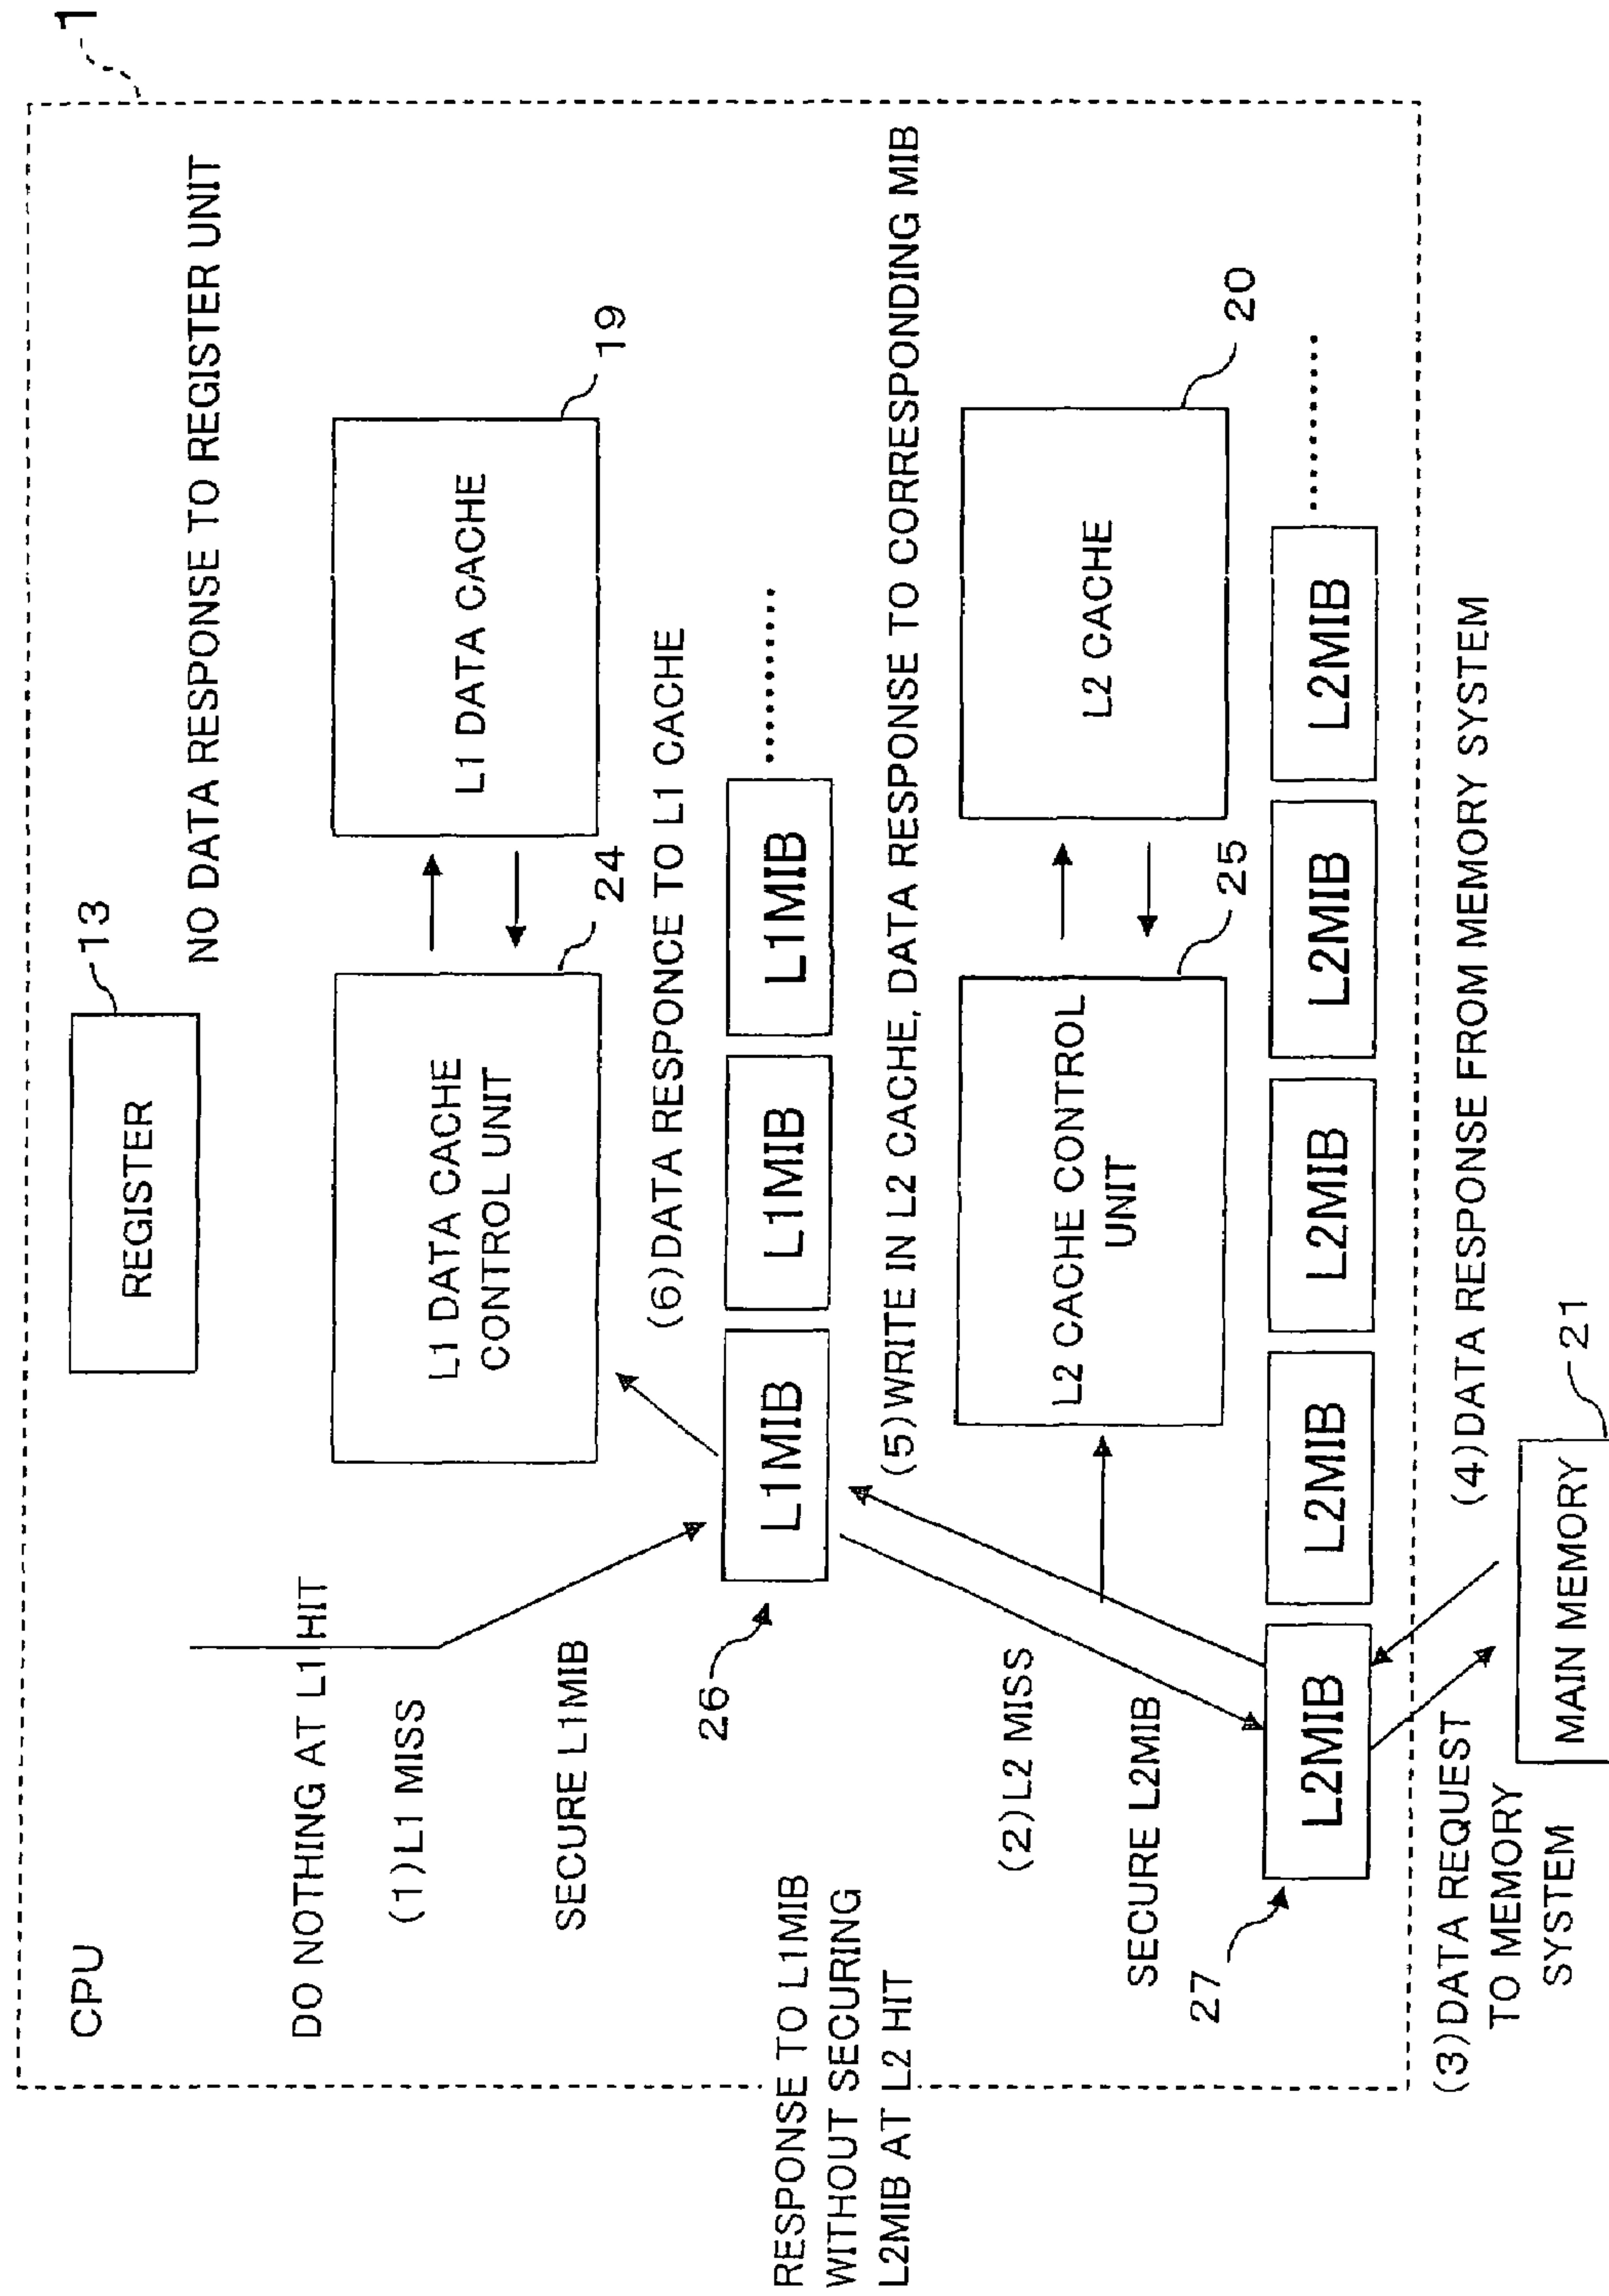 1
CPU
REGISTER
13
NO DATA RESPONSE TO REGISTER UNIT
DO NOTHING AT L1 HIT
(1)L1 MISS
SECURE L1MIB
L1 DATA CACHE
CONTROL UNIT
24
L1 DATA CACHE
19
(6)DATA RESPONCE TO L1 CACHE
26
L1MIB
L1MIB
L1MIB
..........
RESPONSE TO L1MIB
WITHOUT SECURING
L2MIB AT L2 HIT
(5)WRITE IN L2 CACHE, DATA RESPONSE TO CORRESPONDING MIB
(2)L2 MISS
SECURE L2MIB
L2 CACHE CONTROL
UNIT
25
L2 CACHE
20
27
L2MIB
L2MIB
L2MIB
L2MIB
L2MIB
..........
(3)DATA REQUEST
TO MEMORY
SYSTEM
(4)DATA RESPONSE FROM MEMORY SYSTEM
MAIN MEMORY
21